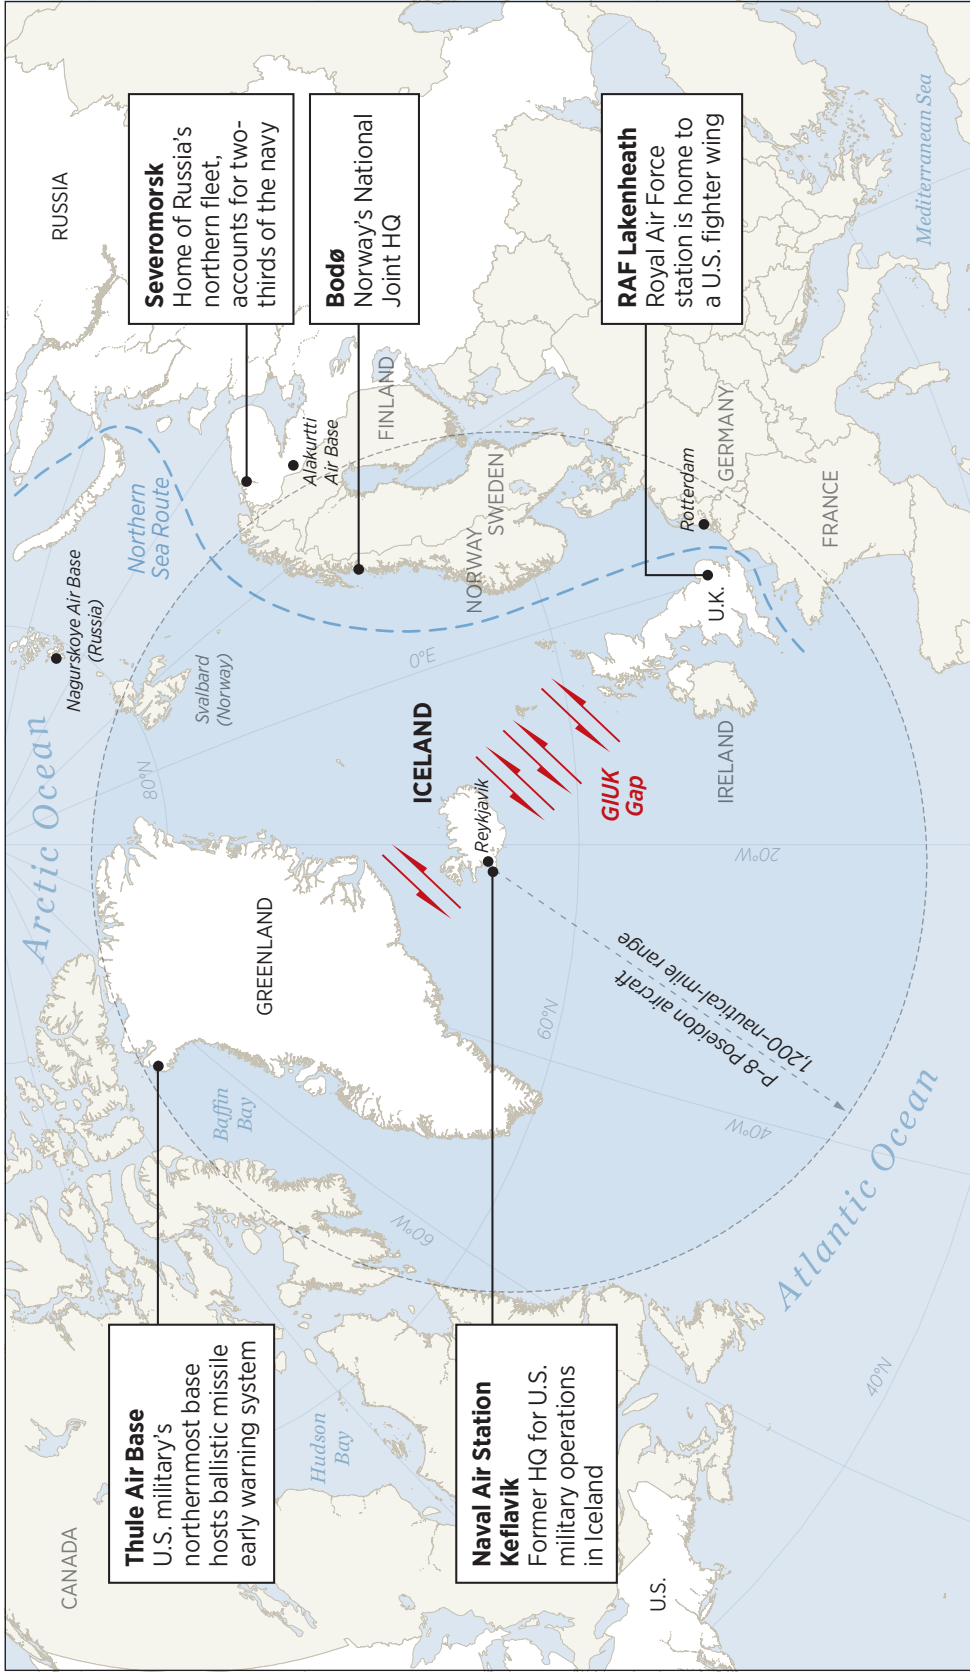 Arctic Ocean
CANADA
Thule Air Base
U.S. military’s
northernmost base
hosts ballistic missile
early warning system
Hudson
Bay
Baffin
Bay
Naval Air Station
Keflavik
Former HQ for U.S.
military operations
in Iceland
U.S.
GREENLAND
80°N
60°W
60°N
40°W
40°N
20°W
0°E
ICELAND
Reykjavik
GIUK
Gap
P-8 Poseidon aircraft
1,200-nautical-mile range
Atlantic Ocean
Nagurskoye Air Base
(Russia)
Svalbard
(Norway)
Northern
Sea Route
RUSSIA
Severomorsk
Home of Russia’s
northern fleet,
accounts for two-
thirds of the navy
Alakurtti
Air Base
Bodø
Norway’s National
Joint HQ
FINLAND
SWEDEN
NORWAY
RAF Lakenheath
Royal Air Force
station is home to
a U.S. fighter wing
Rotterdam
GERMANY
U.K.
IRELAND
FRANCE
Mediterranean Sea